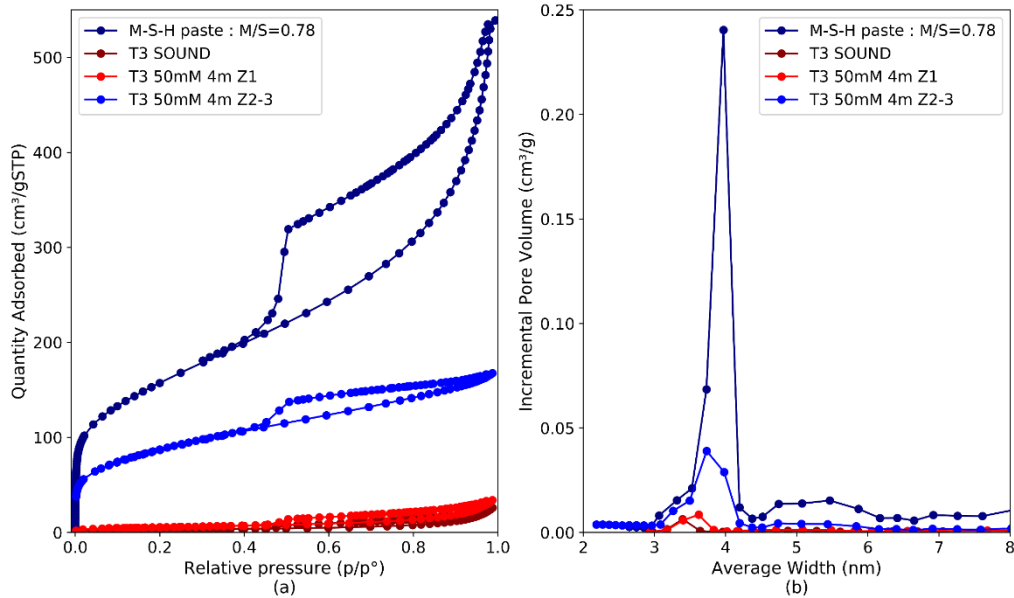 M-S-H paste : M/S=0.78
T3 SOUND
T3 50mM 4m Z1
T3 50mM 4m Z2-3
500
400
300
200
100
0
Quantity Adsorbed (cm³/gSTP)
0.0 0.2 0.4 0.6 0.8 1.0
Relative pressure (p/p°)
(a)
M-S-H paste : M/S=0.78
T3 SOUND
T3 50mM 4m Z1
T3 50mM 4m Z2-3
0.25
0.20
0.15
0.10
0.05
0.00
Incremental Pore Volume (cm³/g)
2 3 4 5 6 7 8
Average Width (nm)
(b)